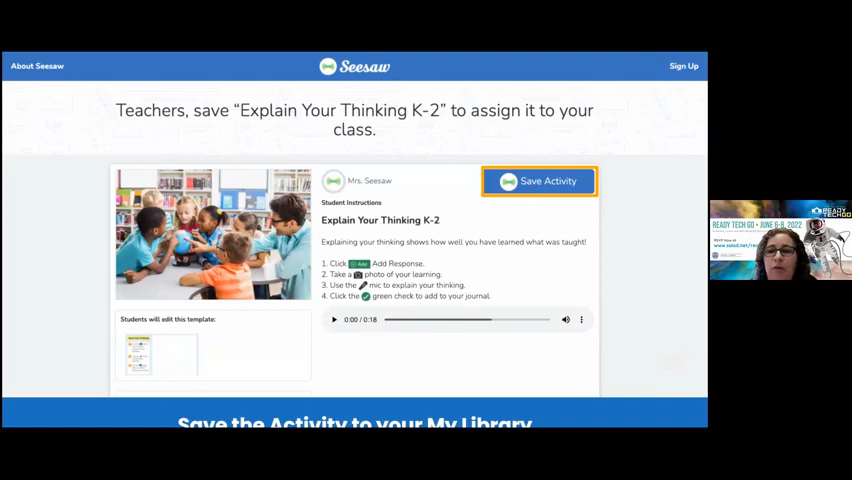 About Seesaw
Seesaw
Sign Up
Teachers, save “Explain Your Thinking K-2” to assign it to your
class.
Mrs. Seesaw
Save Activity
Student Instructions
Explain Your Thinking K-2
Explaining your thinking shows how well you have learned what was taught!
1. Click Add Add Response.
2. Take a photo of your learning.
3. Use the mic to explain your thinking.
4. Click the green check to add to your journal.
0:00 / 0:18
Students will edit this template:
Save the Activity to your My Library
READY
TECH GO
READY TECH GO • JUNE 6-8, 2022